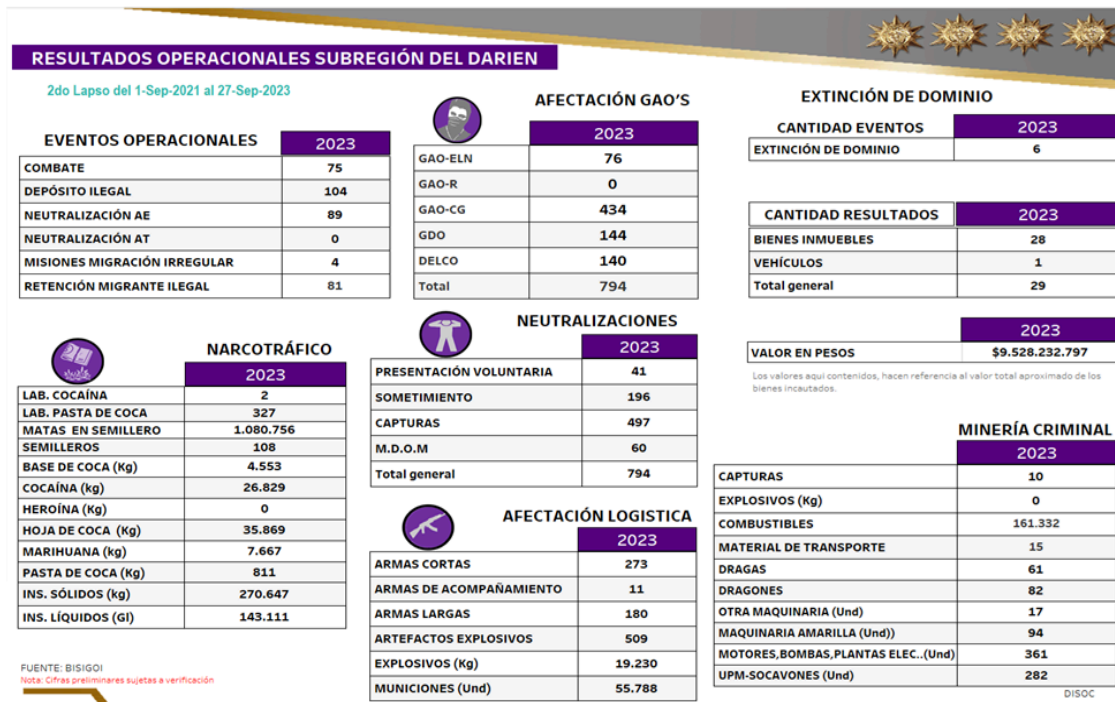 RESULTADOS OPERACIONALES SUBREGIÓN DEL DARIEN
2do Lapso del 1-Sep-2021 al 27-Sep-2023
EVENTOS OPERACIONALES 2023
COMBATE 75
DEPÓSITO ILEGAL 104
NEUTRALIZACIÓN AE 89
NEUTRALIZACIÓN AT 0
MISIONES MIGRACIÓN IRREGULAR 4
RETENCIÓN MIGRANTE ILEGAL 81
AFECTACIÓN GAO'S
2023
GAO-ELN 76
GAO-R 0
GAO-CG 434
GDO 144
DELCO 140
Total 794
EXTINCIÓN DE DOMINIO
CANTIDAD EVENTOS 2023
EXTINCIÓN DE DOMINIO 6
CANTIDAD RESULTADOS 2023
BIENES INMUEBLES 28
VEHÍCULOS 1
Total general 29
2023
VALOR EN PESOS $9.528.232.797
Los valores aqui contenidos, hacen referencia al valor total aproximado de los
bienes incautados.
NARCOTRÁFICO
2023
LAB. COCAÍNA 2
LAB. PASTA DE COCA 327
MATAS EN SEMILLERO 1.080.756
SEMILLEROS 108
BASE DE COCA (Kg) 4.553
COCAÍNA (kg) 26.829
HEROÍNA (Kg) 0
HOJA DE COCA (Kg) 35.869
MARIHUANA (kg) 7.667
PASTA DE COCA (Kg) 811
INS. SÓLIDOS (kg) 270.647
INS. LÍQUIDOS (Gl) 143.111
NEUTRALIZACIONES
2023
PRESENTACIÓN VOLUNTARIA 41
SOMETIMIENTO 196
CAPTURAS 497
M.D.O.M 60
Total general 794
AFECTACIÓN LOGISTICA
2023
ARMAS CORTAS 273
ARMAS DE ACOMPAÑAMIENTO 11
ARMAS LARGAS 180
ARTEFACTOS EXPLOSIVOS 509
EXPLOSIVOS (Kg) 19.230
MUNICIONES (Und) 55.788
MINERÍA CRIMINAL
2023
CAPTURAS 10
EXPLOSIVOS (Kg) 0
COMBUSTIBLES 161.332
MATERIAL DE TRANSPORTE 15
DRAGAS 61
DRAGONES 82
OTRA MAQUINARIA (Und) 17
MAQUINARIA AMARILLA (Und)) 94
MOTORES,BOMBAS,PLANTAS ELEC..(Und) 361
UPM-SOCAVONES (Und) 282
FUENTE: BISIGOI
Nota: Cifras preliminares sujetas a verificación
DISOC